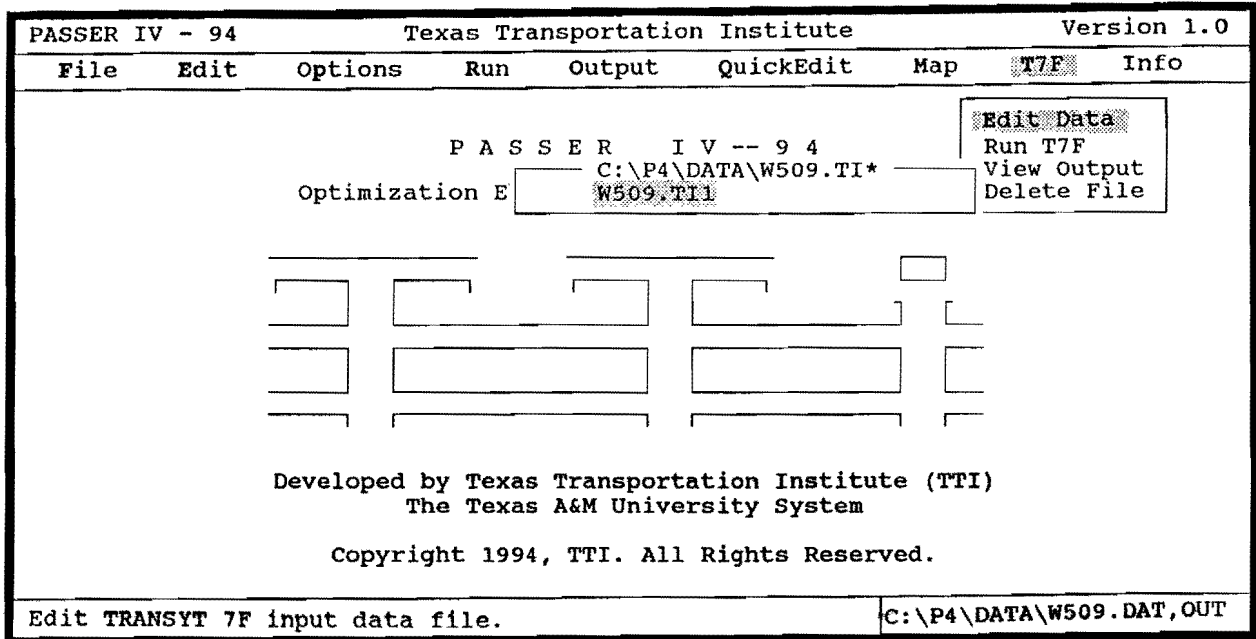 PASSER IV - 94 Texas Transportation Institute Version 1.0
File Edit Options Run Output QuickEdit Map T7F Info
Edit Data
P A S S E R I V -- 9 4 Run T7F
C:\P4\DATA\W509.TI* View Output
Optimization E W509.TI1 Delete File
Developed by Texas Transportation Institute (TTI)
The Texas A&M University System
Copyright 1994, TTI. All Rights Reserved.
Edit TRANSYT 7F input data file. C:\P4\DATA\W509.DAT,OUT